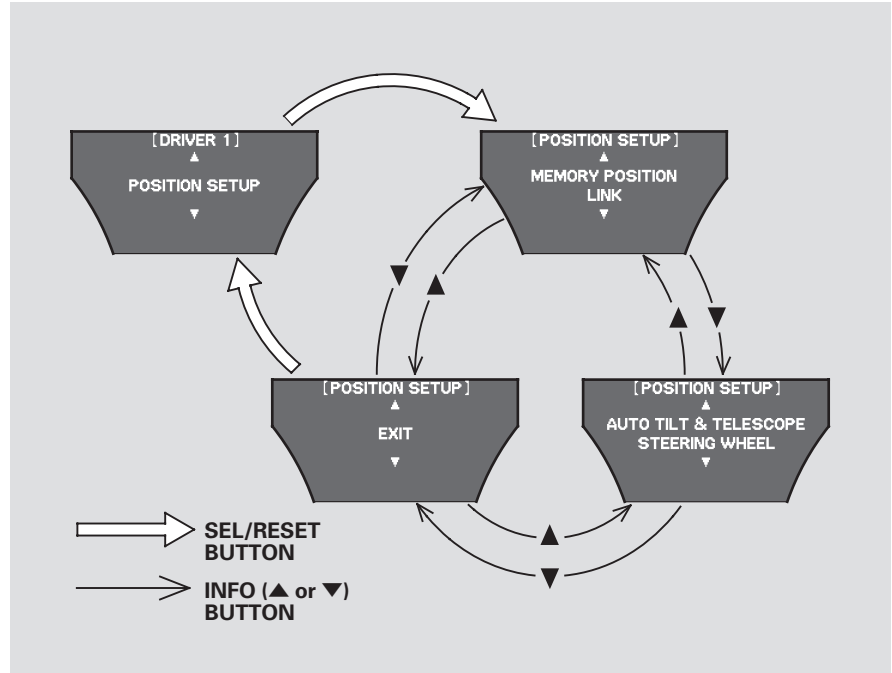 [DRIVER 1]
▲
POSITION SETUP
▼
[POSITION SETUP]
▲
MEMORY POSITION
LINK
▼
▼
▲
▲
▼
[POSITION SETUP]
▲
EXIT
▼
[POSITION SETUP]
▲
AUTO TILT & TELESCOPE
STEERING WHEEL
▼
▲
▼
SEL/RESET
BUTTON
INFO (▲ or ▼)
BUTTON